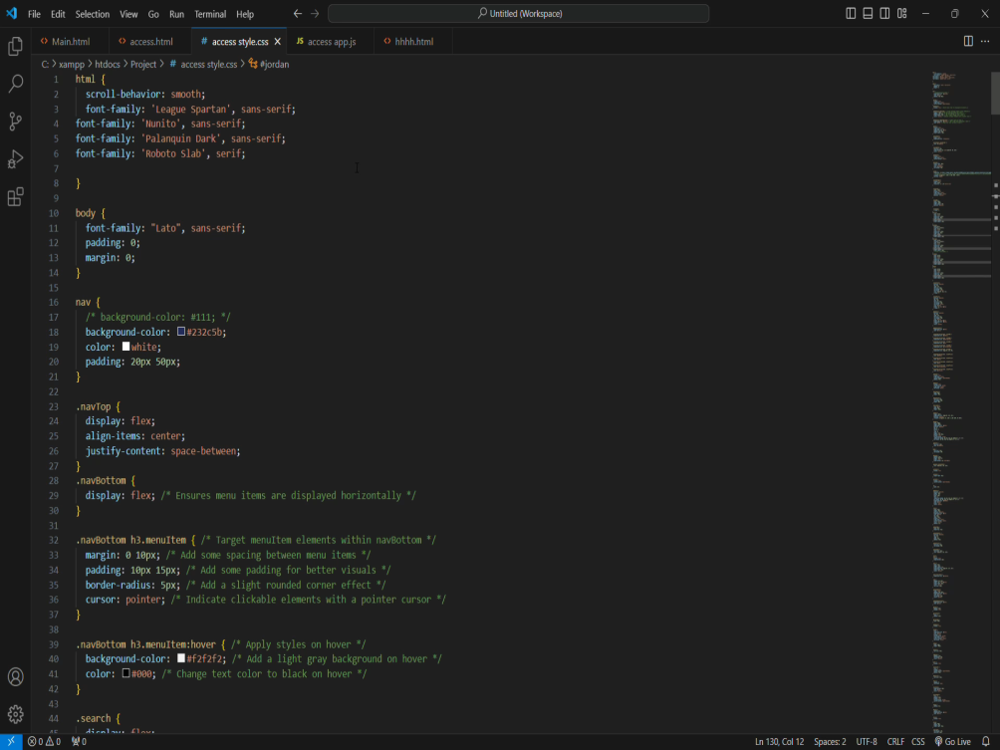 File Edit Selection View Go Run Terminal Help
Untitled (Workspace)
Main.html access.html # access style.css JS access app.js hhhh.html
C: > xampp > htdocs > Project > # access style.css > #jordan
1 html {
2 scroll-behavior: smooth;
3 font-family: 'League Spartan', sans-serif;
4 font-family: 'Nunito', sans-serif;
5 font-family: 'Palanquin Dark', sans-serif;
6 font-family: 'Roboto Slab', serif;
7
8 }
9
10 body {
11 font-family: "Lato", sans-serif;
12 padding: 0;
13 margin: 0;
14 }
15
16 nav {
17 /* background-color: #111; */
18 background-color: #232c5b;
19 color: white;
20 padding: 20px 50px;
21 }
22
23 .navTop {
24 display: flex;
25 align-items: center;
26 justify-content: space-between;
27 }
28 .navBottom {
29 display: flex; /* Ensures menu items are displayed horizontally */
30 }
31
32 .navBottom h3.menuItem { /* Target menuItem elements within navBottom */
33 margin: 0 10px; /* Add some spacing between menu items */
34 padding: 10px 15px; /* Add some padding for better visuals */
35 border-radius: 5px; /* Add a slight rounded corner effect */
36 cursor: pointer; /* Indicate clickable elements with a pointer cursor */
37 }
38
39 .navBottom h3.menuItem:hover { /* Apply styles on hover */
40 background-color: #f2f2f2; /* Add a light gray background on hover */
41 color: #000; /* Change text color to black on hover */
42 }
43
44 .search {
45 display: flex;
0 0 0 Ln 130, Col 12 Spaces: 2 UTF-8 CRLF CSS Go Live